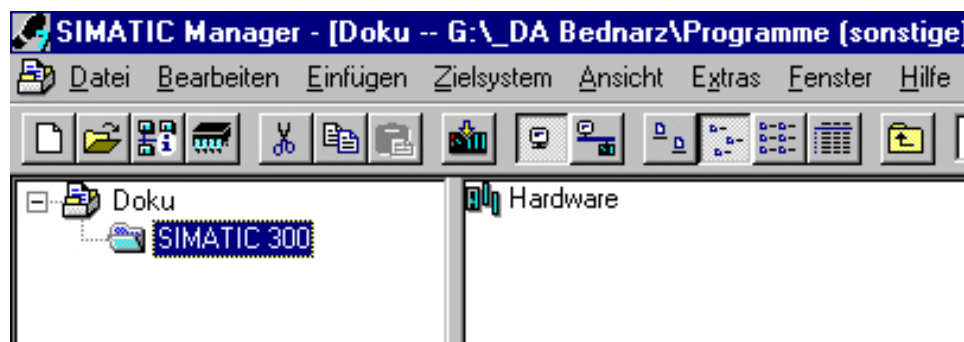 SIMATIC Manager - [Doku -- G:\_DA Bednarz\Programme (sonstige)
Datei Bearbeiten Einfügen Zielsystem Ansicht Extras Fenster Hilfe
Doku
SIMATIC 300
Hardware